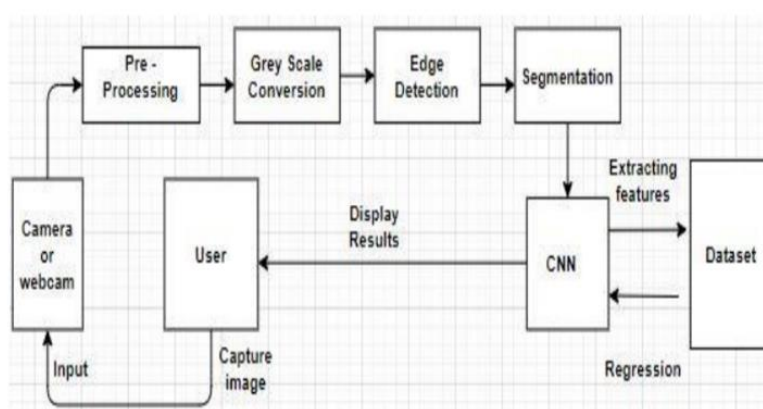 Pre -
Processing
Grey Scale
Conversion
Edge
Detection
Segmentation
Extracting
features
Camera
or
webcam
User
Display
Results
CNN
Dataset
Input
Capture
image
Regression